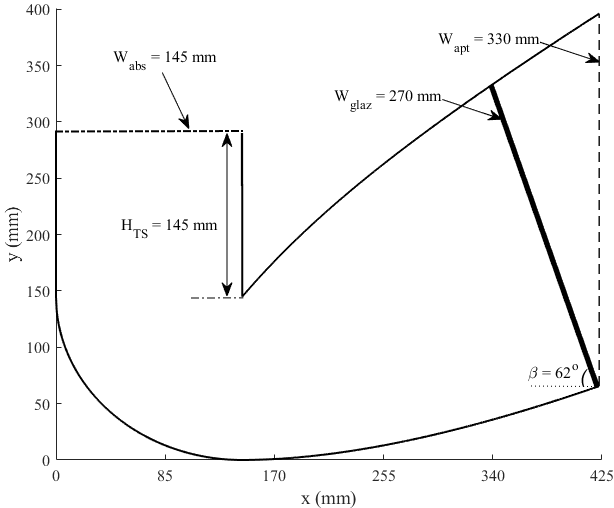 400
W_apt = 330 mm
W_abs = 145 mm
350
W_glaz = 270 mm
300
250
H_TS = 145 mm
y (mm)
200
150
100
β = 62°
50
0
0 85 170 255 340 425
x (mm)